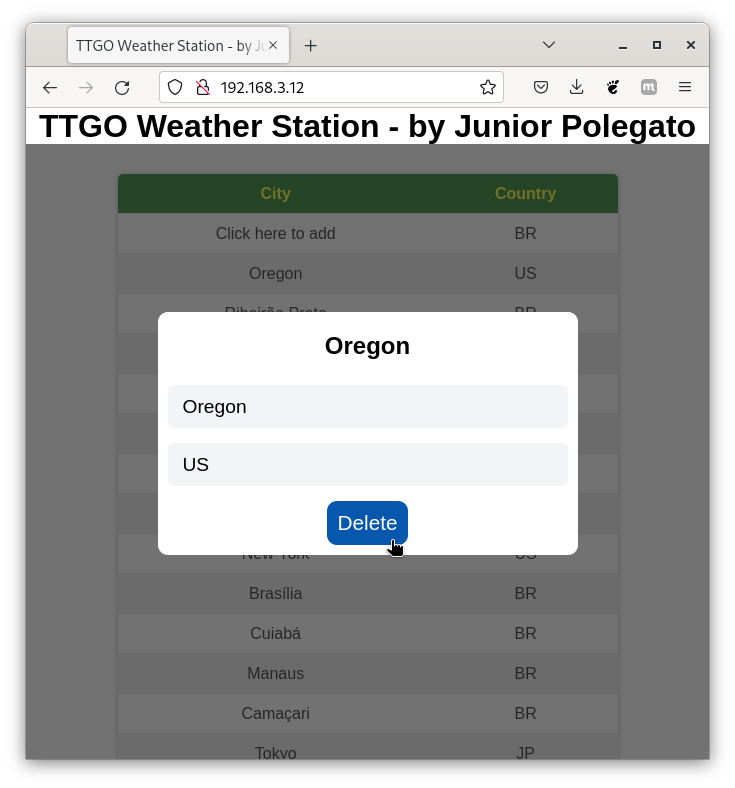 TTGO Weather Station - by Ju
192.168.3.12
TTGO Weather Station - by Junior Polegato
City Country
Click here to add BR
Oregon US
Ribeirão Preto BR
Oregon
Oregon
US
Delete
New York US
Brasília BR
Cuiabá BR
Manaus BR
Camaçari BR
Tokyo JP